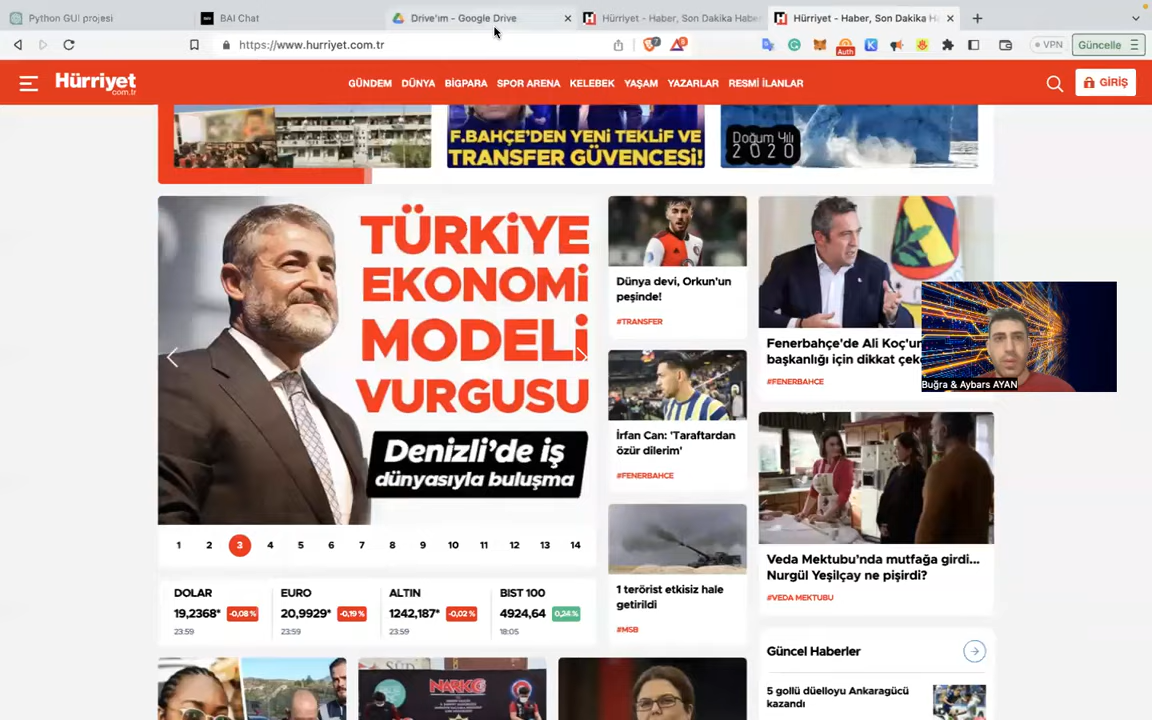 Python GUI projesi
BAI Chat
Drive'ım - Google Drive
Hürriyet - Haber, Son Dakika Haber
Hürriyet - Haber, Son Dakika H
https://www.hurriyet.com.tr
Auth
VPN
Güncelle
Hürriyet
com.tr
GÜNDEM
DÜNYA
BİGPARA
SPOR ARENA
KELEBEK
YAŞAM
YAZARLAR
RESMİ İLANLAR
GİRİŞ
F.BAHÇE'DEN YENİ TEKLİF VE
TRANSFER GÜVENCESİ!
Doğum Yılı
2020
TÜRKİYE
EKONOMİ
MODELİ
VURGUSU
Denizli'de iş
dünyasıyla buluşma
1 2 3 4 5 6 7 8 9 10 11 12 13 14
DOLAR
19,2368* -0,08%
23:59
EURO
20,9929* -0,19%
23:59
ALTIN
1242,187* -0,02%
23:59
BIST 100
4924,64 0,24%
18:05
Dünya devi, Orkun'un
peşinde!
#TRANSFER
İrfan Can: 'Taraftardan
özür dilerim'
#FENERBAHCE
1 terörist etkisiz hale
getirildi
#MSB
Fenerbahçe'de Ali Koç'un
başkanlığı için dikkat çeke
#FENERBAHCE
Buğra & Aybars AYAN
Veda Mektubu'nda mutfağa girdi...
Nurgül Yeşilçay ne pişirdi?
#VEDA MEKTUBU
Güncel Haberler
5 gollü düelloyu Ankaragücü
kazandı
NARKO